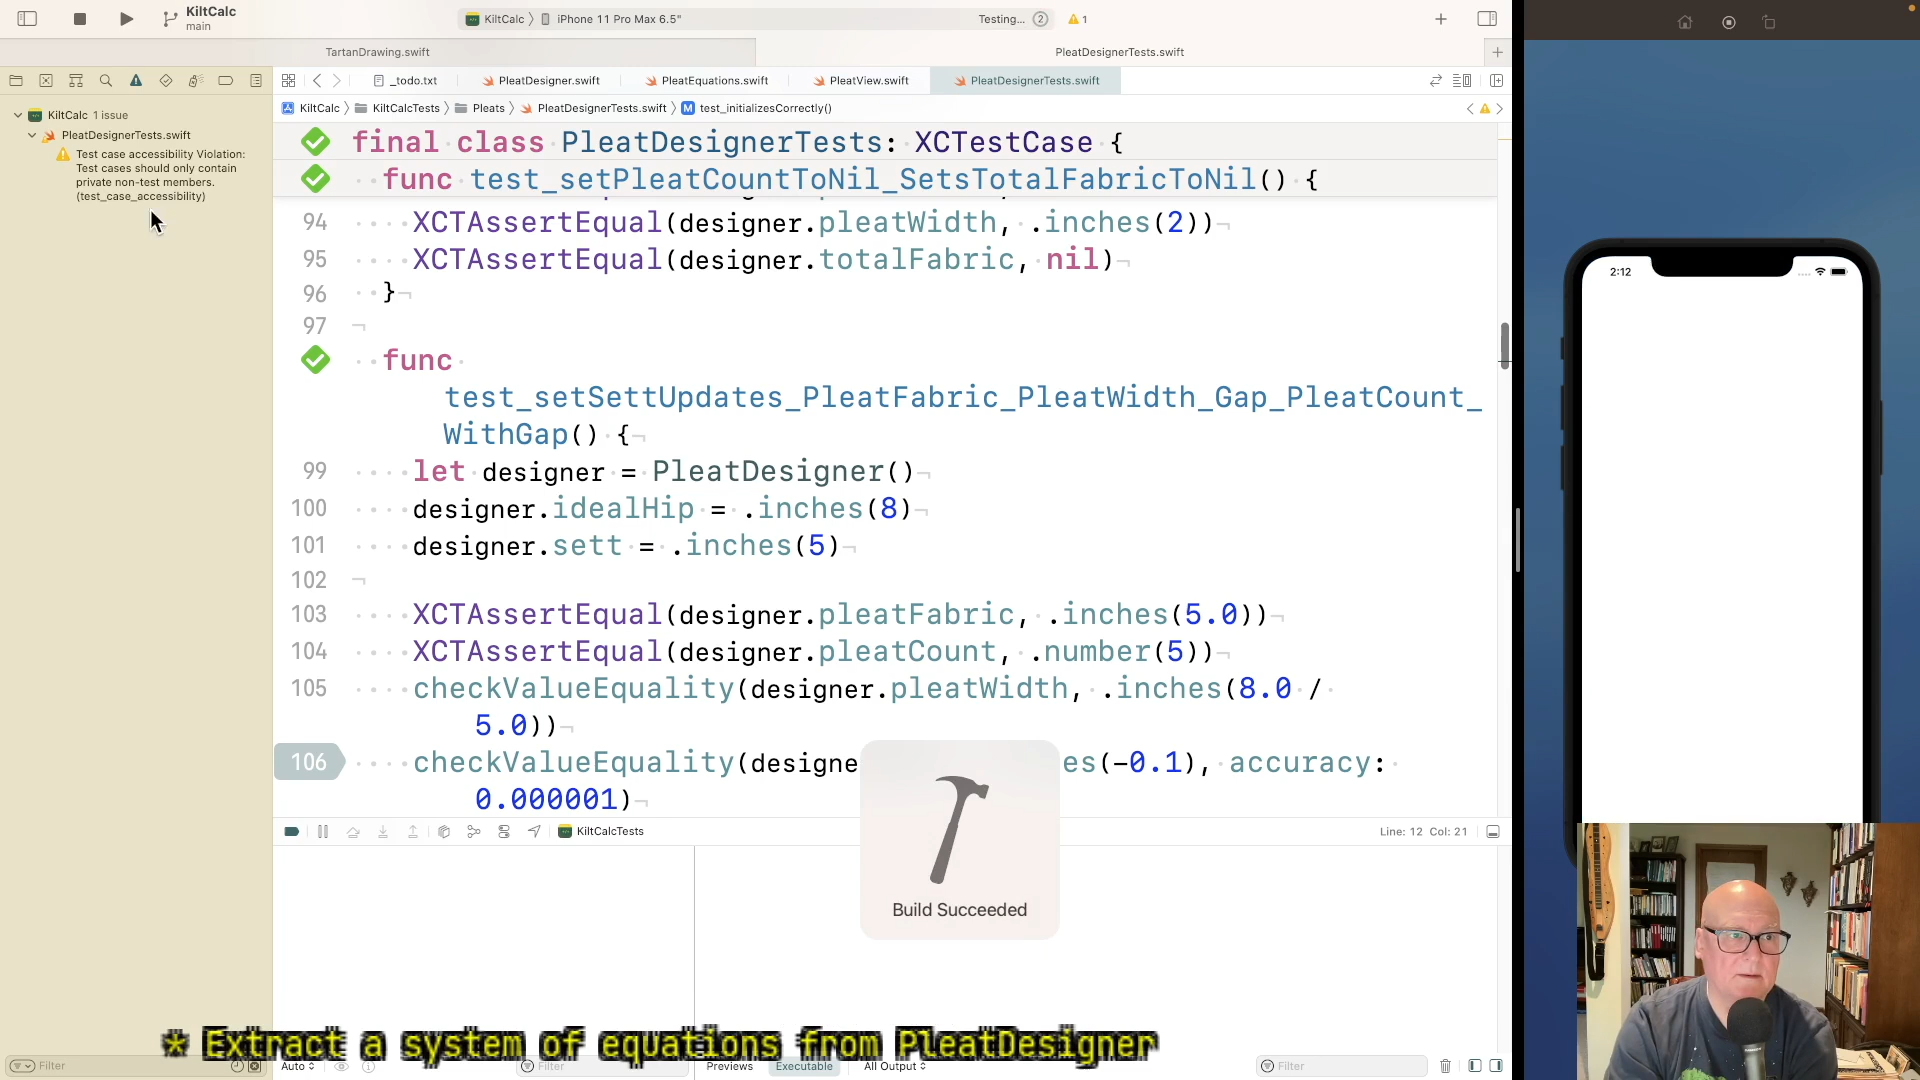 KiltCalc
main
KiltCalc
iPhone 11 Pro Max 6.5"
Testing...
2
1
TartanDrawing.swift
PleatDesignerTests.swift
_todo.txt
PleatDesigner.swift
PleatEquations.swift
PleatView.swift
PleatDesignerTests.swift
KiltCalc
KiltCalcTests
Pleats
PleatDesignerTests.swift
M
test_initializesCorrectly()
KiltCalc 1 issue
PleatDesignerTests.swift
Test case accessibility Violation:
Test cases should only contain
private non-test members.
(test_case_accessibility)
final class PleatDesignerTests: XCTestCase {
func test_setPleatCountToNil_SetsTotalFabricToNil() {
94 XCTAssertEqual(designer.pleatWidth, .inches(2))
95 XCTAssertEqual(designer.totalFabric, nil)
96 }
97
func
test_setSettUpdates_PleatFabric_PleatWidth_Gap_PleatCount_
WithGap() {
99 let designer = PleatDesigner()
100 designer.idealHip = .inches(8)
101 designer.sett = .inches(5)
102
103 XCTAssertEqual(designer.pleatFabric, .inches(5.0))
104 XCTAssertEqual(designer.pleatCount, .number(5))
105 checkValueEquality(designer.pleatWidth, .inches(8.0 /
5.0))
106 checkValueEquality(designe es(-0.1), accuracy:
0.000001)
Build Succeeded
KiltCalcTests
Line: 12 Col: 21
2:12
* Extract a system of equations from PleatDesigner
Filter
Auto
Filter
Previews
Executable
All Output
Filter